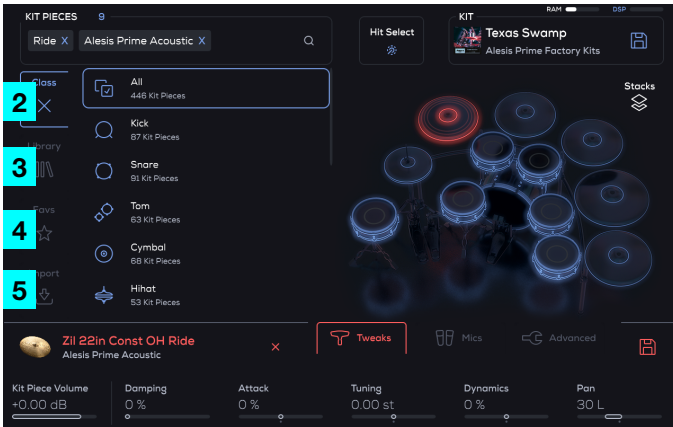 RAM
DSP
KIT PIECES 9
KIT
Ride X Alesis Prime Acoustic X
Hit Select
Texas Swamp
Alesis Prime Factory Kits
Class
2
All
446 Kit Pieces
Stacks
Kick
87 Kit Pieces
Library
3
Snare
91 Kit Pieces
Favs
4
Tom
63 Kit Pieces
Cymbal
68 Kit Pieces
5
Hihat
53 Kit Pieces
Zil 22in Const OH Ride
Alesis Prime Acoustic
Tweaks
Mics
Advanced
Kit Piece Volume
+0.00 dB
Damping
0 %
Attack
0 %
Tuning
0.00 st
Dynamics
0 %
Pan
30 L